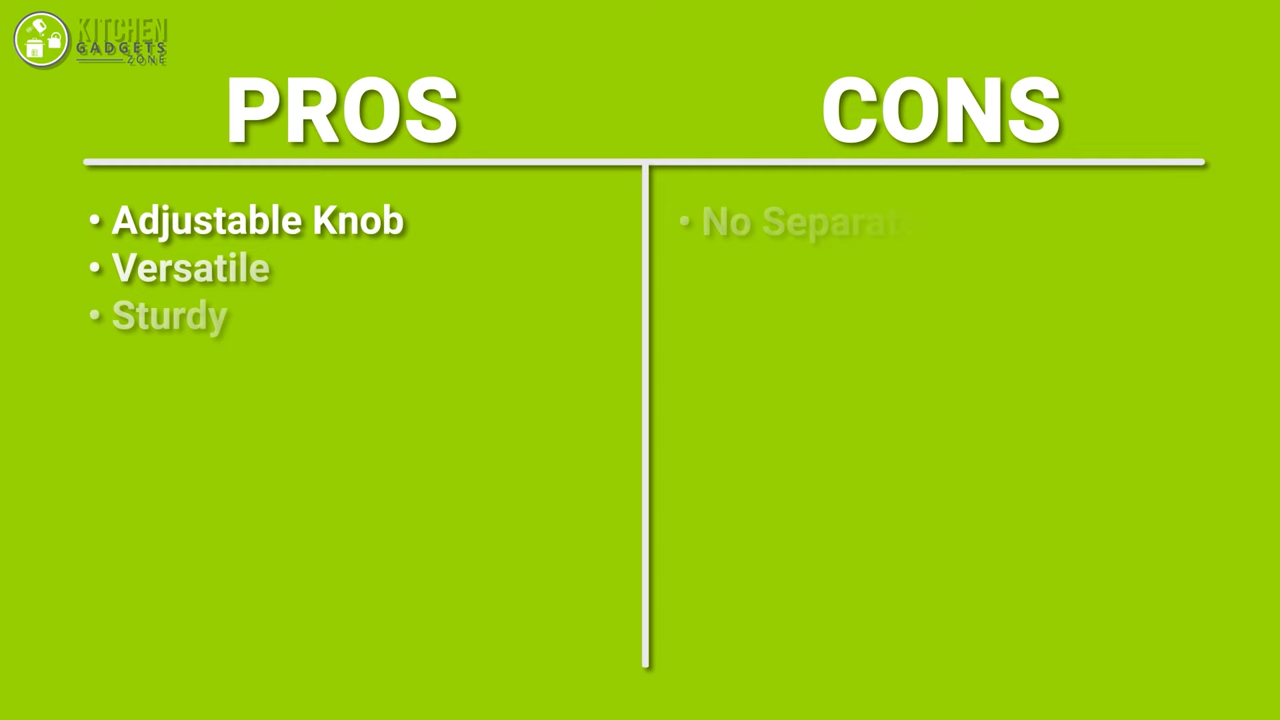 KITCHEN
GADGETS
ZONE
PROS
CONS
• Adjustable Knob
• Versatile
• Sturdy
• No